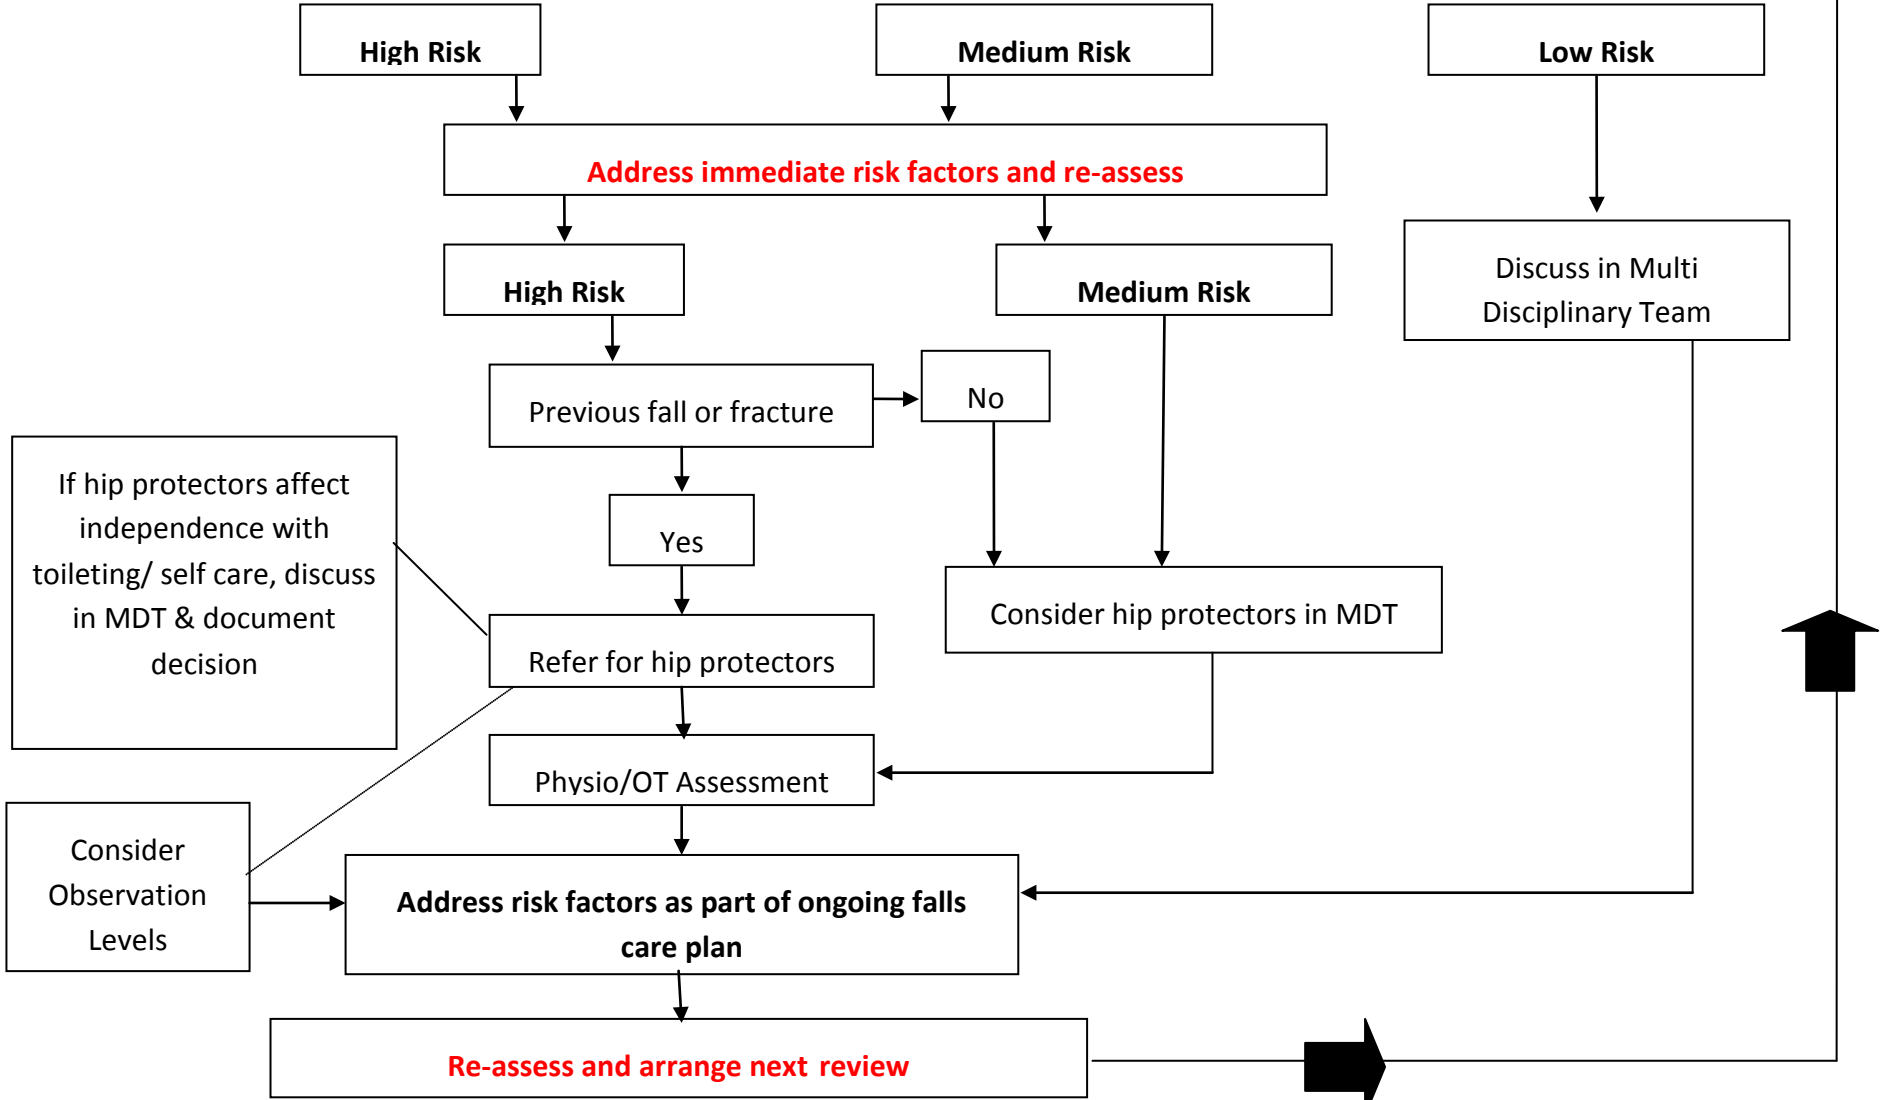 High Risk
Medium Risk
Low Risk
Address immediate risk factors and re-assess
High Risk
Medium Risk
Discuss in Multi
Disciplinary Team
Previous fall or fracture
No
If hip protectors affect
independence with
toileting/ self care, discuss
in MDT & document
decision
Yes
Consider hip protectors in MDT
Refer for hip protectors
Physio/OT Assessment
Consider
Observation
Levels
Address risk factors as part of ongoing falls
care plan
Re-assess and arrange next review